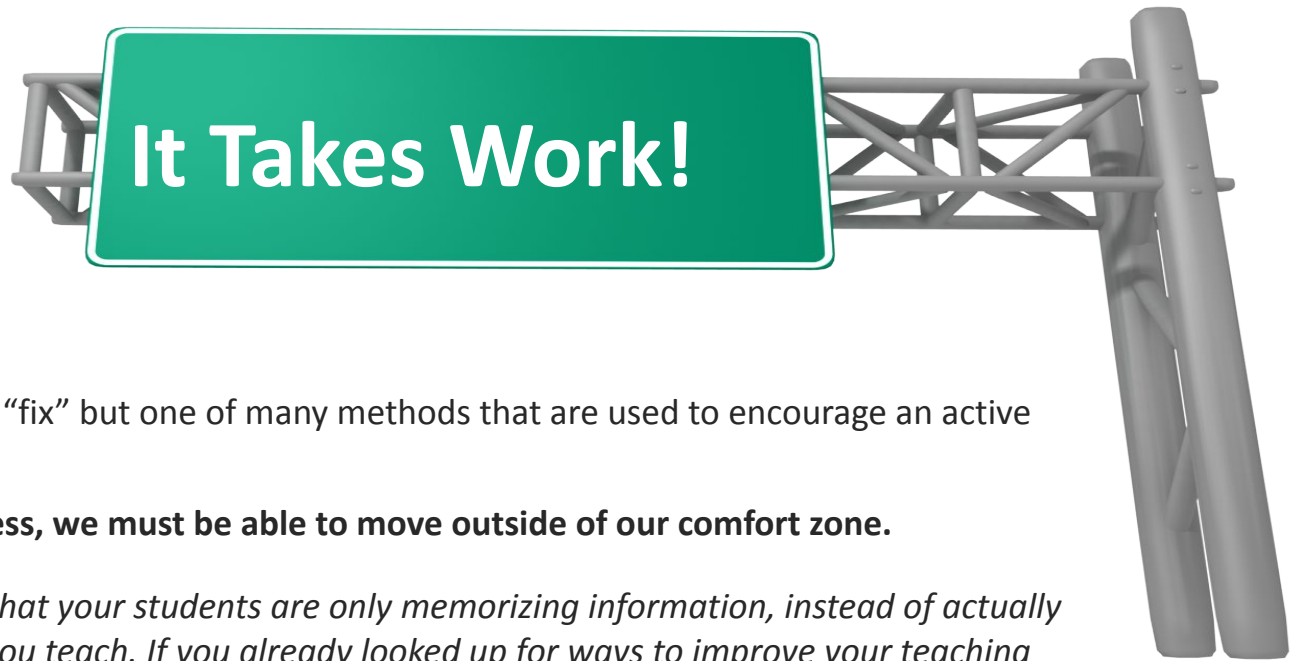 It Takes Work!
“fix” but one of many methods that are used to encourage an active
ess, we must be able to move outside of our comfort zone.
hat your students are only memorizing information, instead of actually
ou teach. If you already looked up for ways to improve your teaching